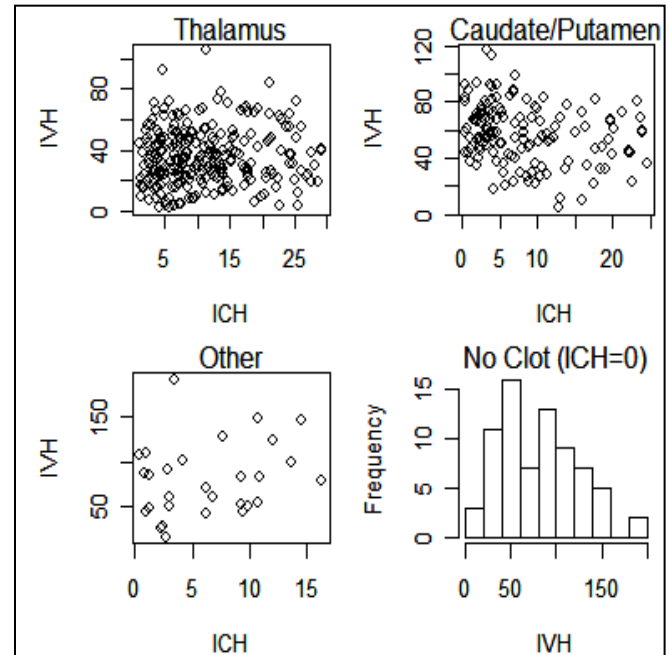 Thalamus
IVH
0 40 80
5 15 25
ICH
Caudate/Putamen
IVH
0 40 80 120
0 5 10 20
ICH
Other
IVH
50 150
0 5 10 15
ICH
No Clot (ICH=0)
Frequency
0 5 10 15
0 50 150
IVH